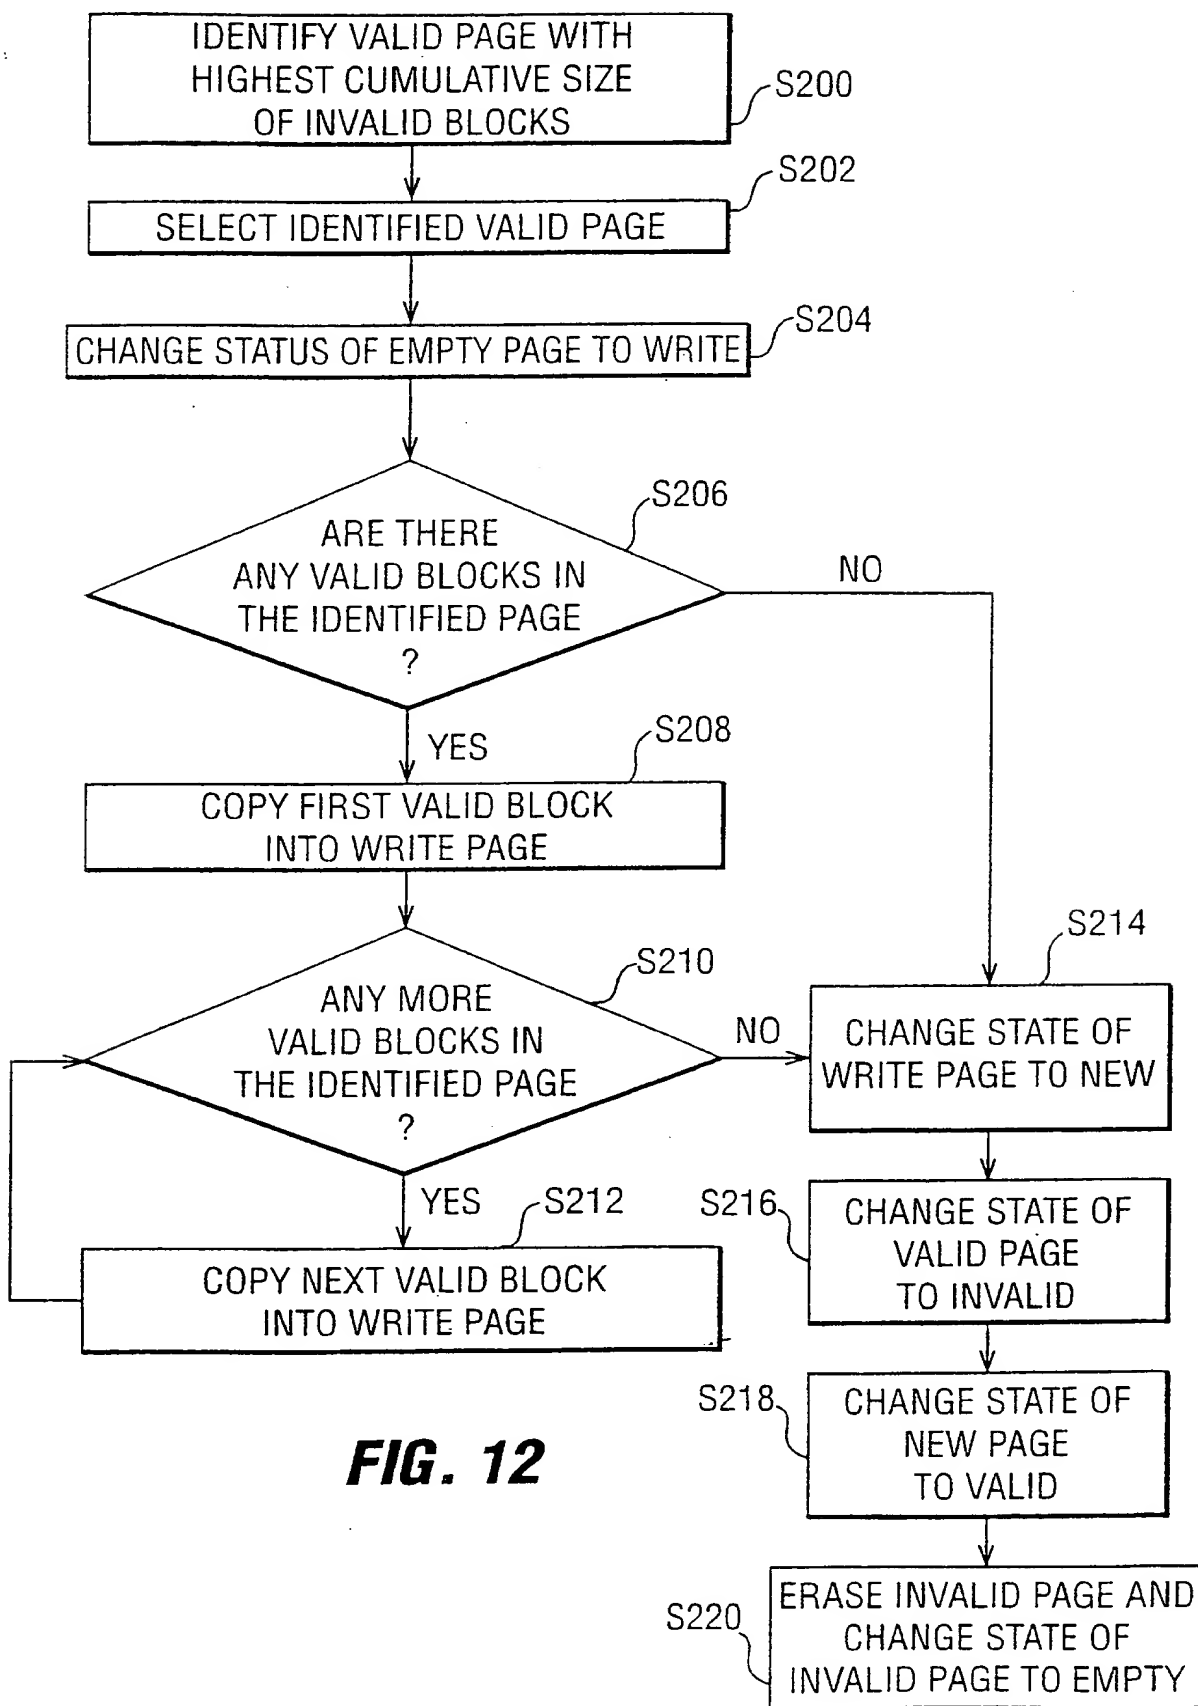 IDENTIFY VALID PAGE WITH
HIGHEST CUMULATIVE SIZE
OF INVALID BLOCKS
S200
S202
SELECT IDENTIFIED VALID PAGE
S204
CHANGE STATUS OF EMPTY PAGE TO WRITE
S206
ARE THERE
ANY VALID BLOCKS IN
THE IDENTIFIED PAGE
?
NO
YES
S208
COPY FIRST VALID BLOCK
INTO WRITE PAGE
S210
ANY MORE
VALID BLOCKS IN
THE IDENTIFIED PAGE
?
NO
YES
S212
COPY NEXT VALID BLOCK
INTO WRITE PAGE
S214
CHANGE STATE OF
WRITE PAGE TO NEW
S216
CHANGE STATE OF
VALID PAGE
TO INVALID
S218
CHANGE STATE OF
NEW PAGE
TO VALID
S220
ERASE INVALID PAGE AND
CHANGE STATE OF
INVALID PAGE TO EMPTY
FIG. 12